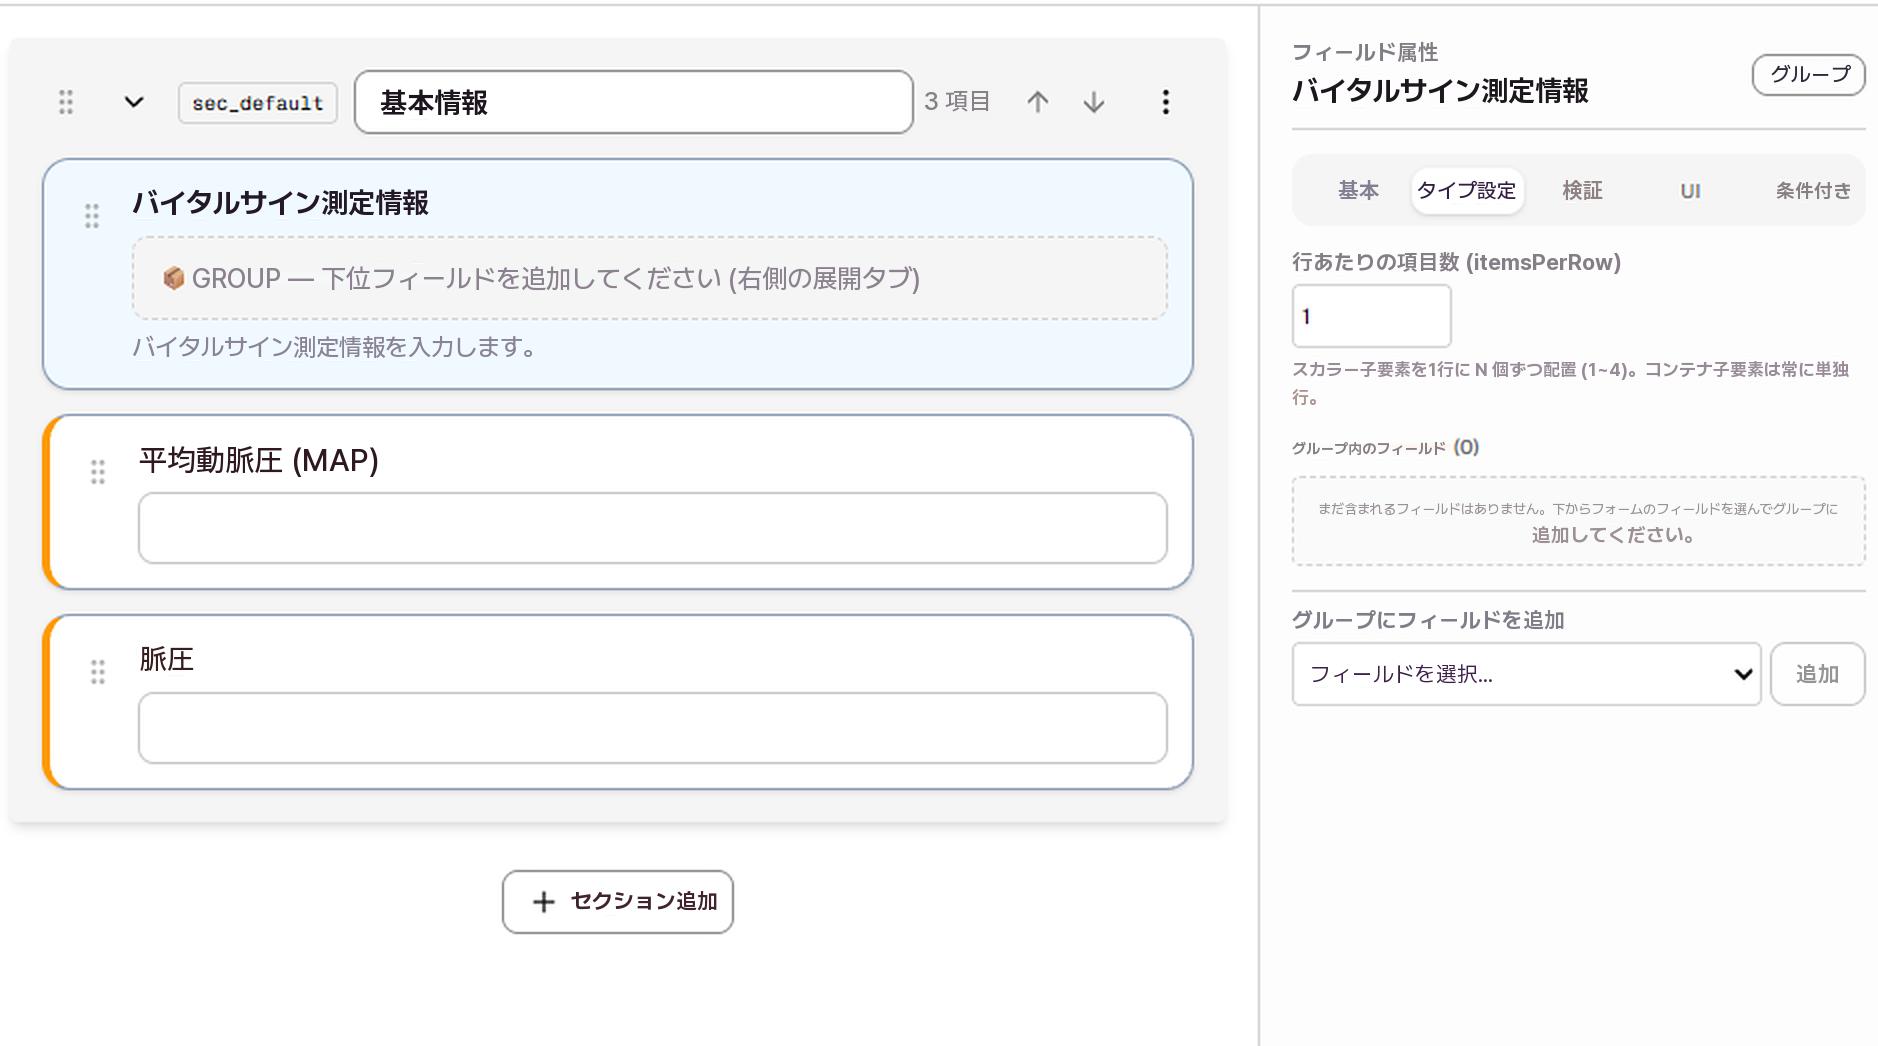 sec_default
基本情報
3 項目
バイタルサイン測定情報
GROUP — 下位フィールドを追加してください (右側の展開タブ)
バイタルサイン測定情報を入力します。
平均動脈圧 (MAP)
脈圧
セクション追加
フィールド属性
バイタルサイン測定情報
グループ
基本
タイプ設定
検証
UI
条件付き
行あたりの項目数 (itemsPerRow)
1
スカラー子要素を1行に N 個ずつ配置 (1~4)。コンテナ子要素は常に単独
行。
グループ内のフィールド (0)
まだ含まれるフィールドはありません。下からフォームのフィールドを選んでグループに
追加してください。
グループにフィールドを追加
フィールドを選択...
追加